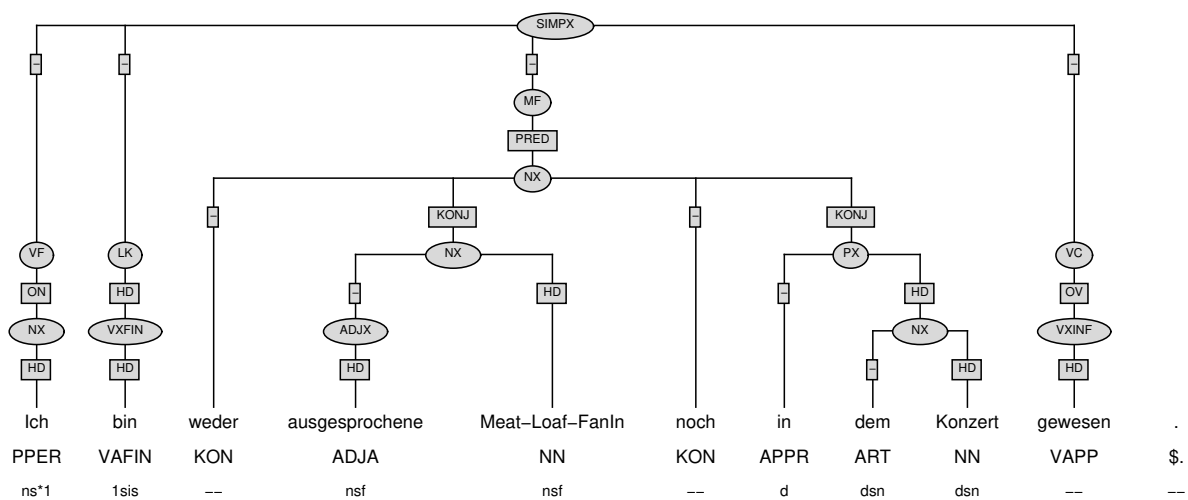 SIMPX
– – – –
MF
PRED
NX
– KONJ – KONJ
VF LK NX PX VC
ON HD – HD – HD OV
NX VXFIN ADJX NX VXINF
HD HD HD – HD HD
Ich bin weder ausgesprochene Meat–Loaf–FanIn noch in dem Konzert gewesen .
PPER VAFIN KON ADJA NN KON APPR ART NN VAPP $.
ns*1 1sis –– nsf nsf –– d dsn dsn –– ––